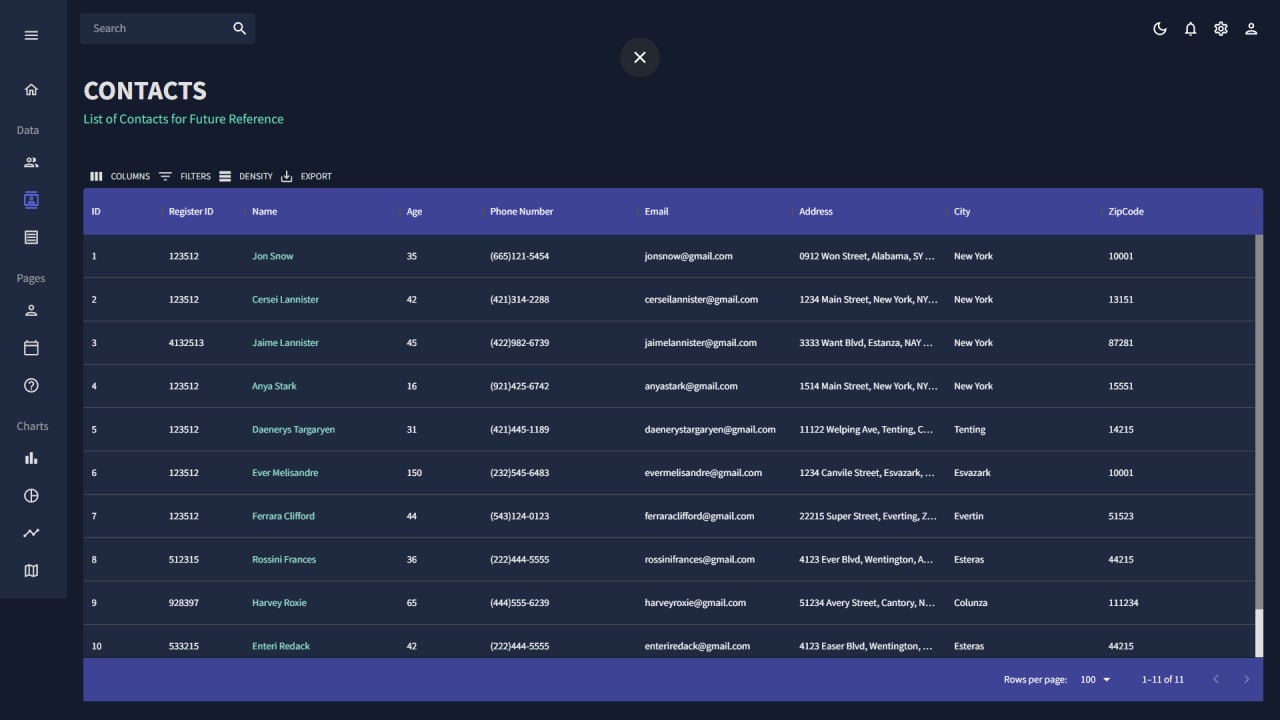 Search
CONTACTS
List of Contacts for Future Reference
Data
Pages
Charts
COLUMNS FILTERS DENSITY EXPORT
ID Register ID Name Age Phone Number Email Address City ZipCode
1 123512 Jon Snow 35 (665)121-5454 jonsnow@gmail.com 0912 Won Street, Alabama, SY ... New York 10001
2 123512 Cersei Lannister 42 (421)314-2288 cerseilannister@gmail.com 1234 Main Street, New York, NY... New York 13151
3 4132513 Jaime Lannister 45 (422)982-6739 jaimelannister@gmail.com 3333 Want Blvd, Estanza, NAY ... New York 87281
4 123512 Anya Stark 16 (921)425-6742 anyastark@gmail.com 1514 Main Street, New York, NY... New York 15551
5 123512 Daenerys Targaryen 31 (421)445-1189 daenerystargaryen@gmail.com 11122 Welping Ave, Tenting, C... Tenting 14215
6 123512 Ever Melisandre 150 (232)545-6483 evermelisandre@gmail.com 1234 Canvile Street, Esvazark, ... Esvazark 10001
7 123512 Ferrara Clifford 44 (543)124-0123 ferraraclifford@gmail.com 22215 Super Street, Everting, Z... Evertin 51523
8 512315 Rossini Frances 36 (222)444-5555 rossinifrances@gmail.com 4123 Ever Blvd, Wentington, A... Esteras 44215
9 928397 Harvey Roxie 65 (444)555-6239 harveyroxie@gmail.com 51234 Avery Street, Cantory, N... Colunza 111234
10 533215 Enteri Redack 42 (222)444-5555 enteriredack@gmail.com 4123 Easer Blvd, Wentington, ... Esteras 44215
Rows per page: 100 1–11 of 11